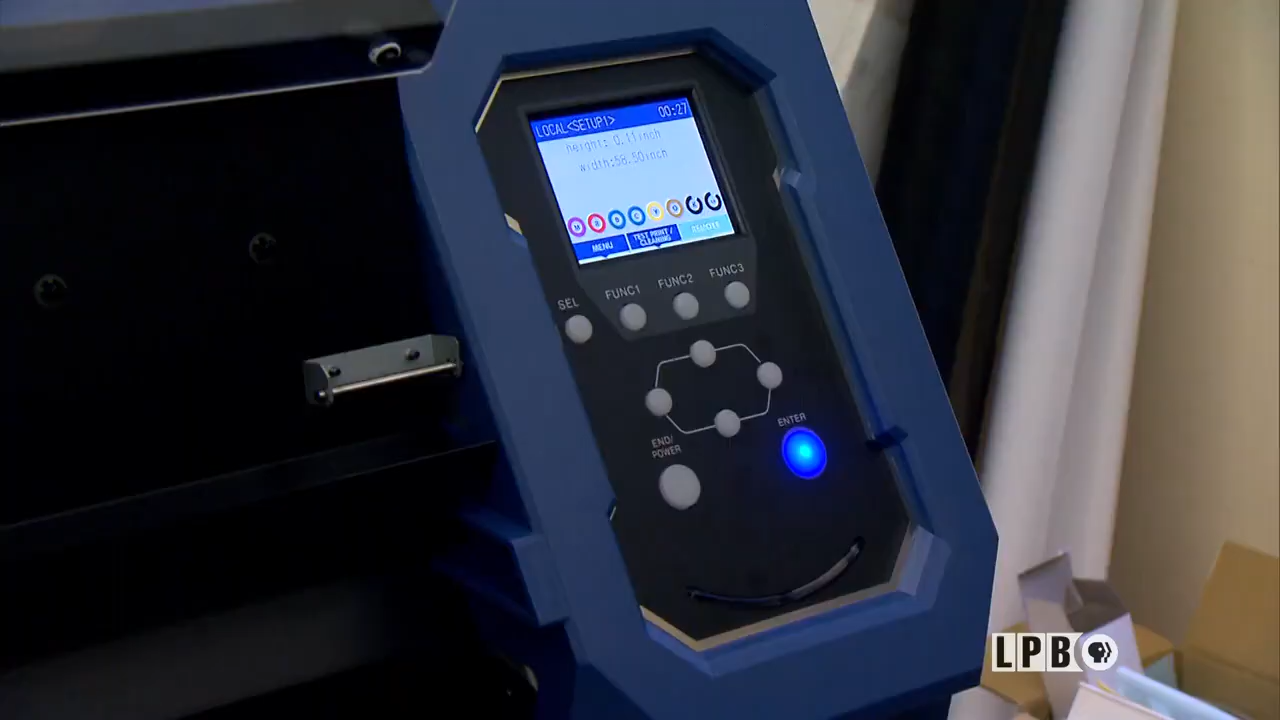 LOCAL<SETUP1> 00:27
height: 0.11inch
width:58.50inch
MENU TEST PRINT / CLEANING REMOTE
SEL FUNC1 FUNC2 FUNC3
END/
POWER
ENTER
LPB